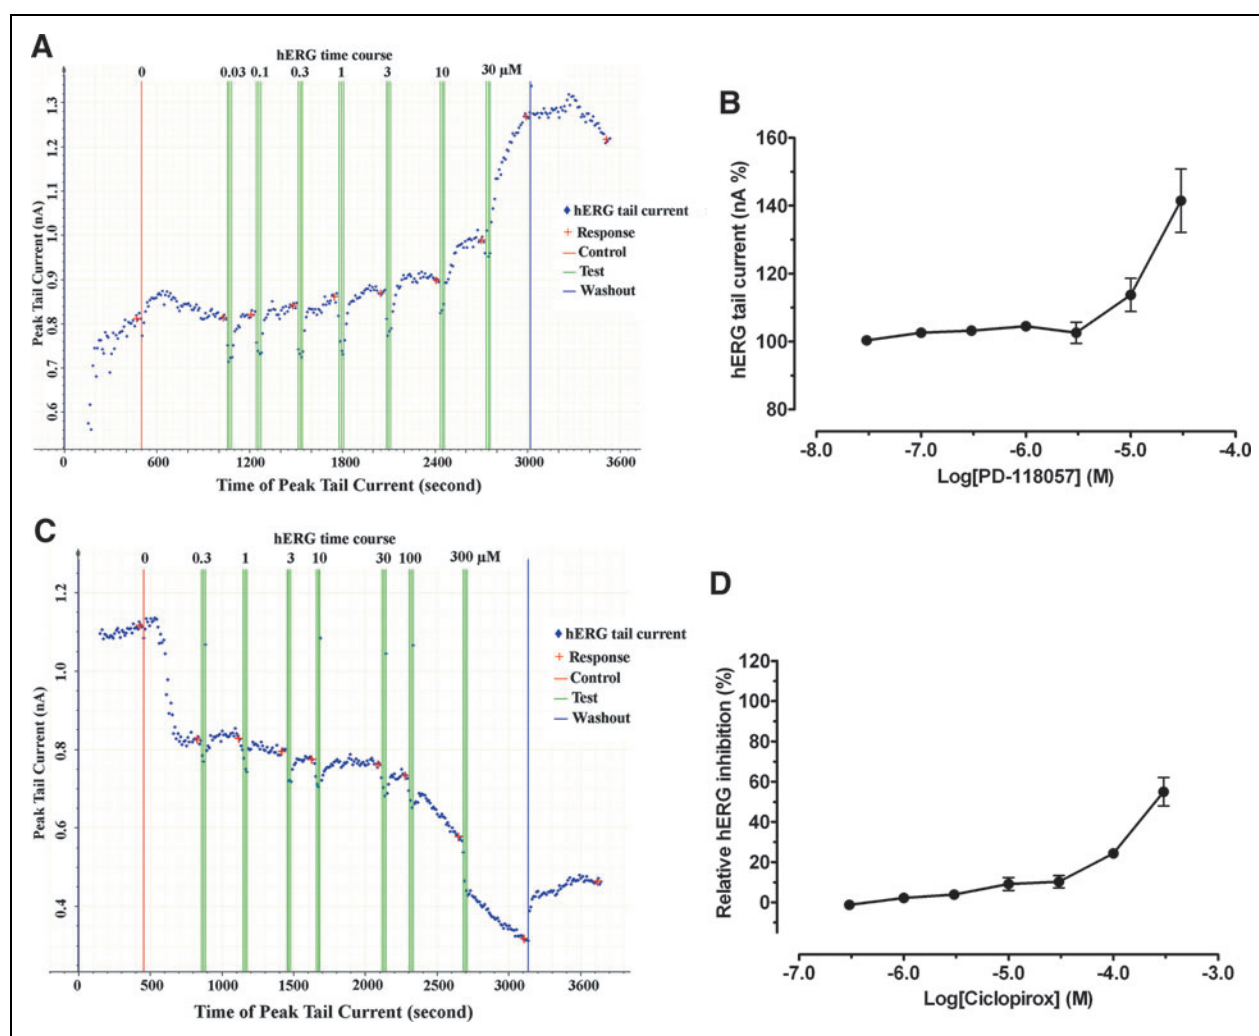 A
hERG time course
0 0.03 0.1 0.3 1 3 10 30 μM
Peak Tail Current (nA)
1.3
1.2
1.1
1.0
0.9
0.8
0.7
0.6
hERG tail current
Response
Control
Test
Washout
0 600 1200 1800 2400 3000 3600
Time of Peak Tail Current (second)
B
hERG tail current (nA %)
160
140
120
100
80
-8.0 -7.0 -6.0 -5.0 -4.0
Log[PD-118057] (M)
C
hERG time course
0 0.3 1 3 10 30 100 300 μM
Peak Tail Current (nA)
1.2
1.0
0.8
0.6
0.4
hERG tail current
Response
Control
Test
Washout
0 500 1000 1500 2000 2500 3000 3600
Time of Peak Tail Current (second)
D
Relative hERG inhibition (%)
120
100
80
60
40
20
0
-7.0 -6.0 -5.0 -4.0 -3.0
Log[Ciclopirox] (M)